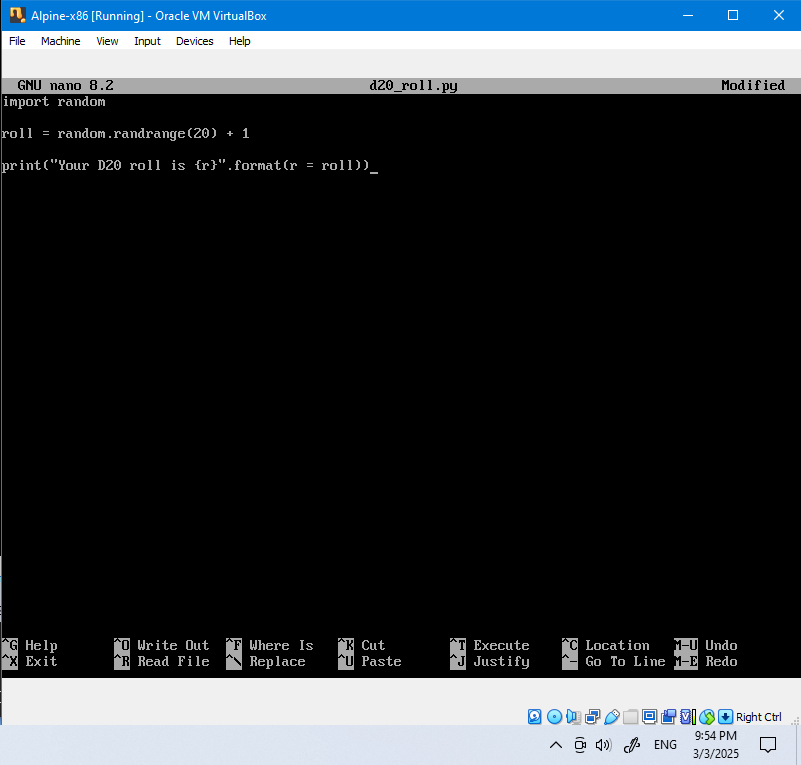 Alpine-x86 [Running] - Oracle VM VirtualBox
File Machine View Input Devices Help
GNU nano 8.2 d20_roll.py Modified
import random
roll = random.randrange(20) + 1
print("Your D20 roll is {r}".format(r = roll))_
^G Help ^O Write Out ^F Where Is ^K Cut ^T Execute ^C Location M-U Undo
^X Exit ^R Read File ^\ Replace ^U Paste ^J Justify ^- Go To Line M-E Redo
Right Ctrl
ENG
9:54 PM
3/3/2025